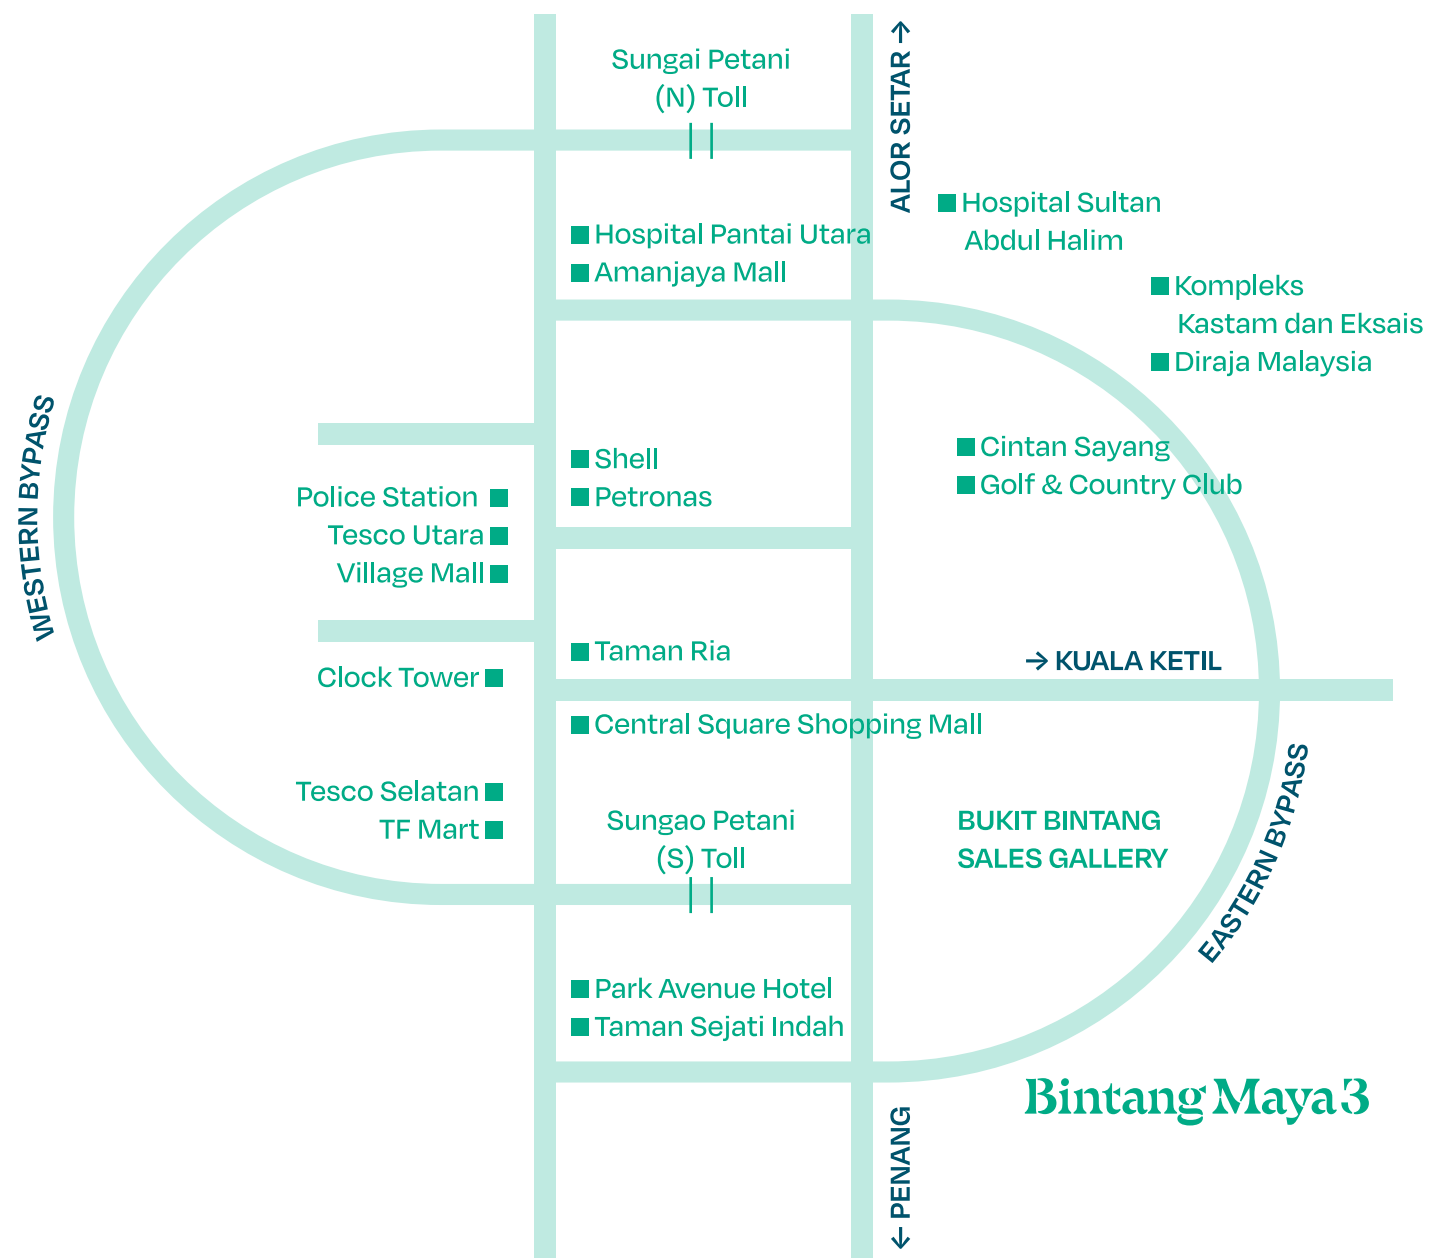 Sungai Petani
(N) Toll
ALOR SETAR →
Hospital Sultan
Abdul Halim
Hospital Pantai Utara
Amanjaya Mall
Kompleks
Kastam dan Eksais
Diraja Malaysia
WESTERN BYPASS
Shell
Petronas
Cintan Sayang
Golf & Country Club
Police Station
Tesco Utara
Village Mall
Taman Ria
→ KUALA KETIL
Clock Tower
Central Square Shopping Mall
Tesco Selatan
TF Mart
Sungao Petani
(S) Toll
BUKIT BINTANG
SALES GALLERY
EASTERN BYPASS
Park Avenue Hotel
Taman Sejati Indah
Bintang Maya 3
← PENANG